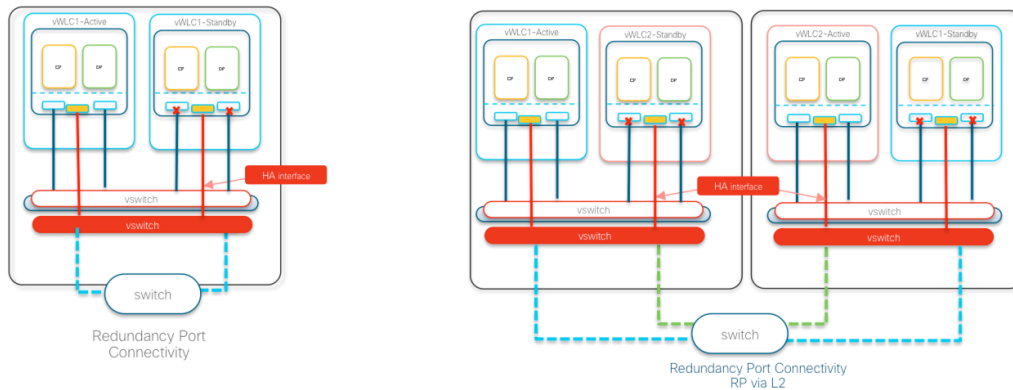 vWLC1-Active
vWLC1-Standby
CP
DP
CP
DP
HA interface
vswitch
vswitch
switch
Redundancy Port
Connectivity
vWLC1-Active
vWLC2-Standby
vWLC2-Active
vWLC1-Standby
CP
DP
CP
DP
CP
DP
CP
DP
HA interface
vswitch
vswitch
vswitch
vswitch
switch
Redundancy Port Connectivity
RP via L2